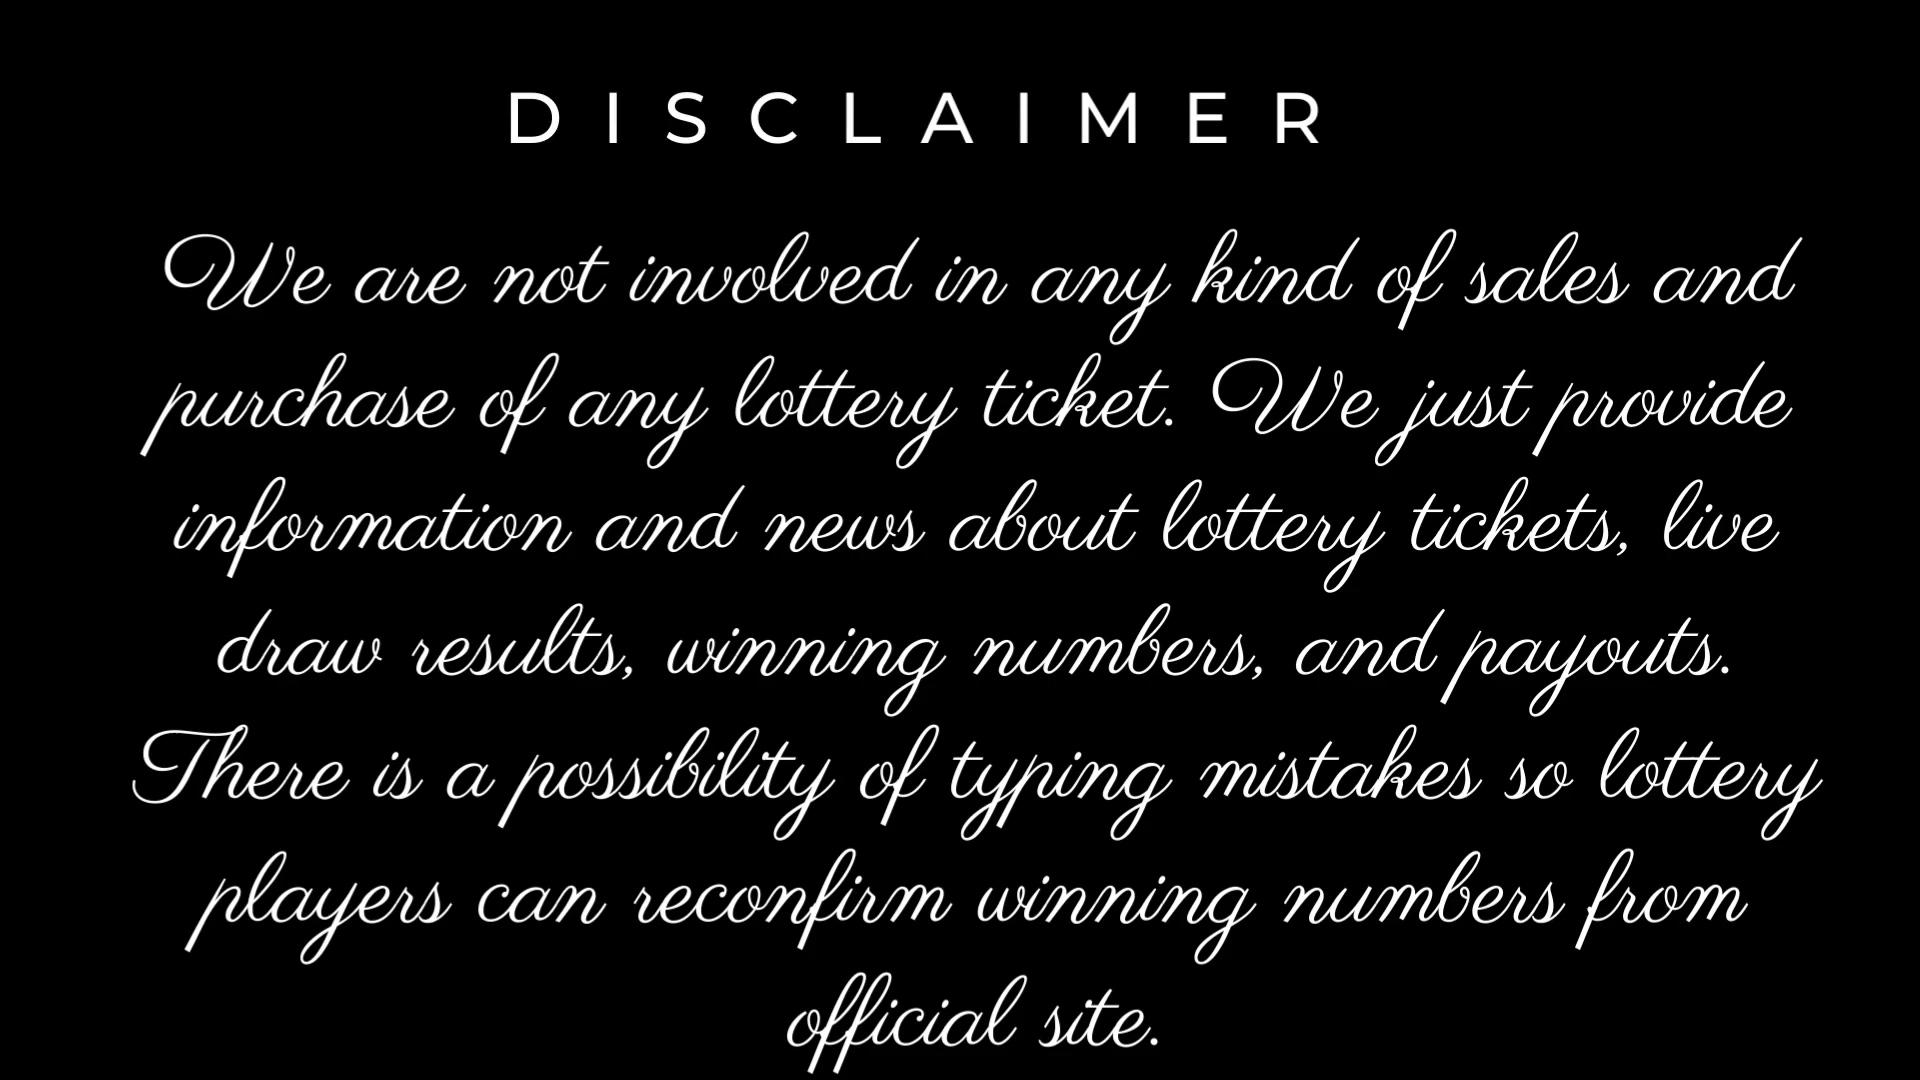 DISCLAIMER
We are not involved in any kind of sales and
purchase of any lottery ticket. We just provide
information and news about lottery tickets, live
draw results, winning numbers, and payouts.
There is a possibility of typing mistakes so lottery
players can reconfirm winning numbers from
official site.